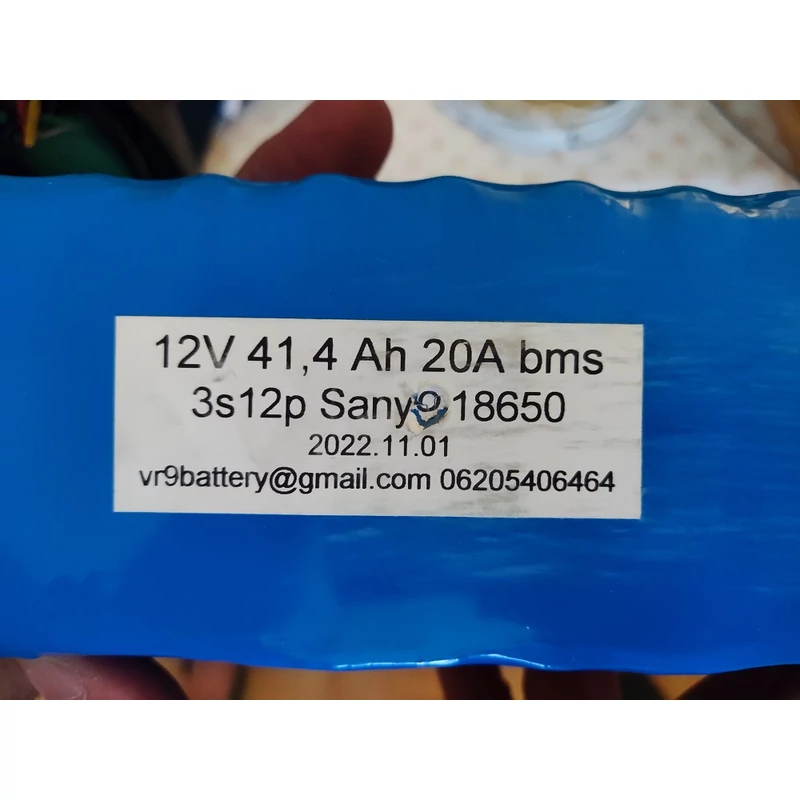 12V 41,4 Ah 20A bms
3s12p Sanyo 18650
2022.11.01
vr9battery@gmail.com 06205406464